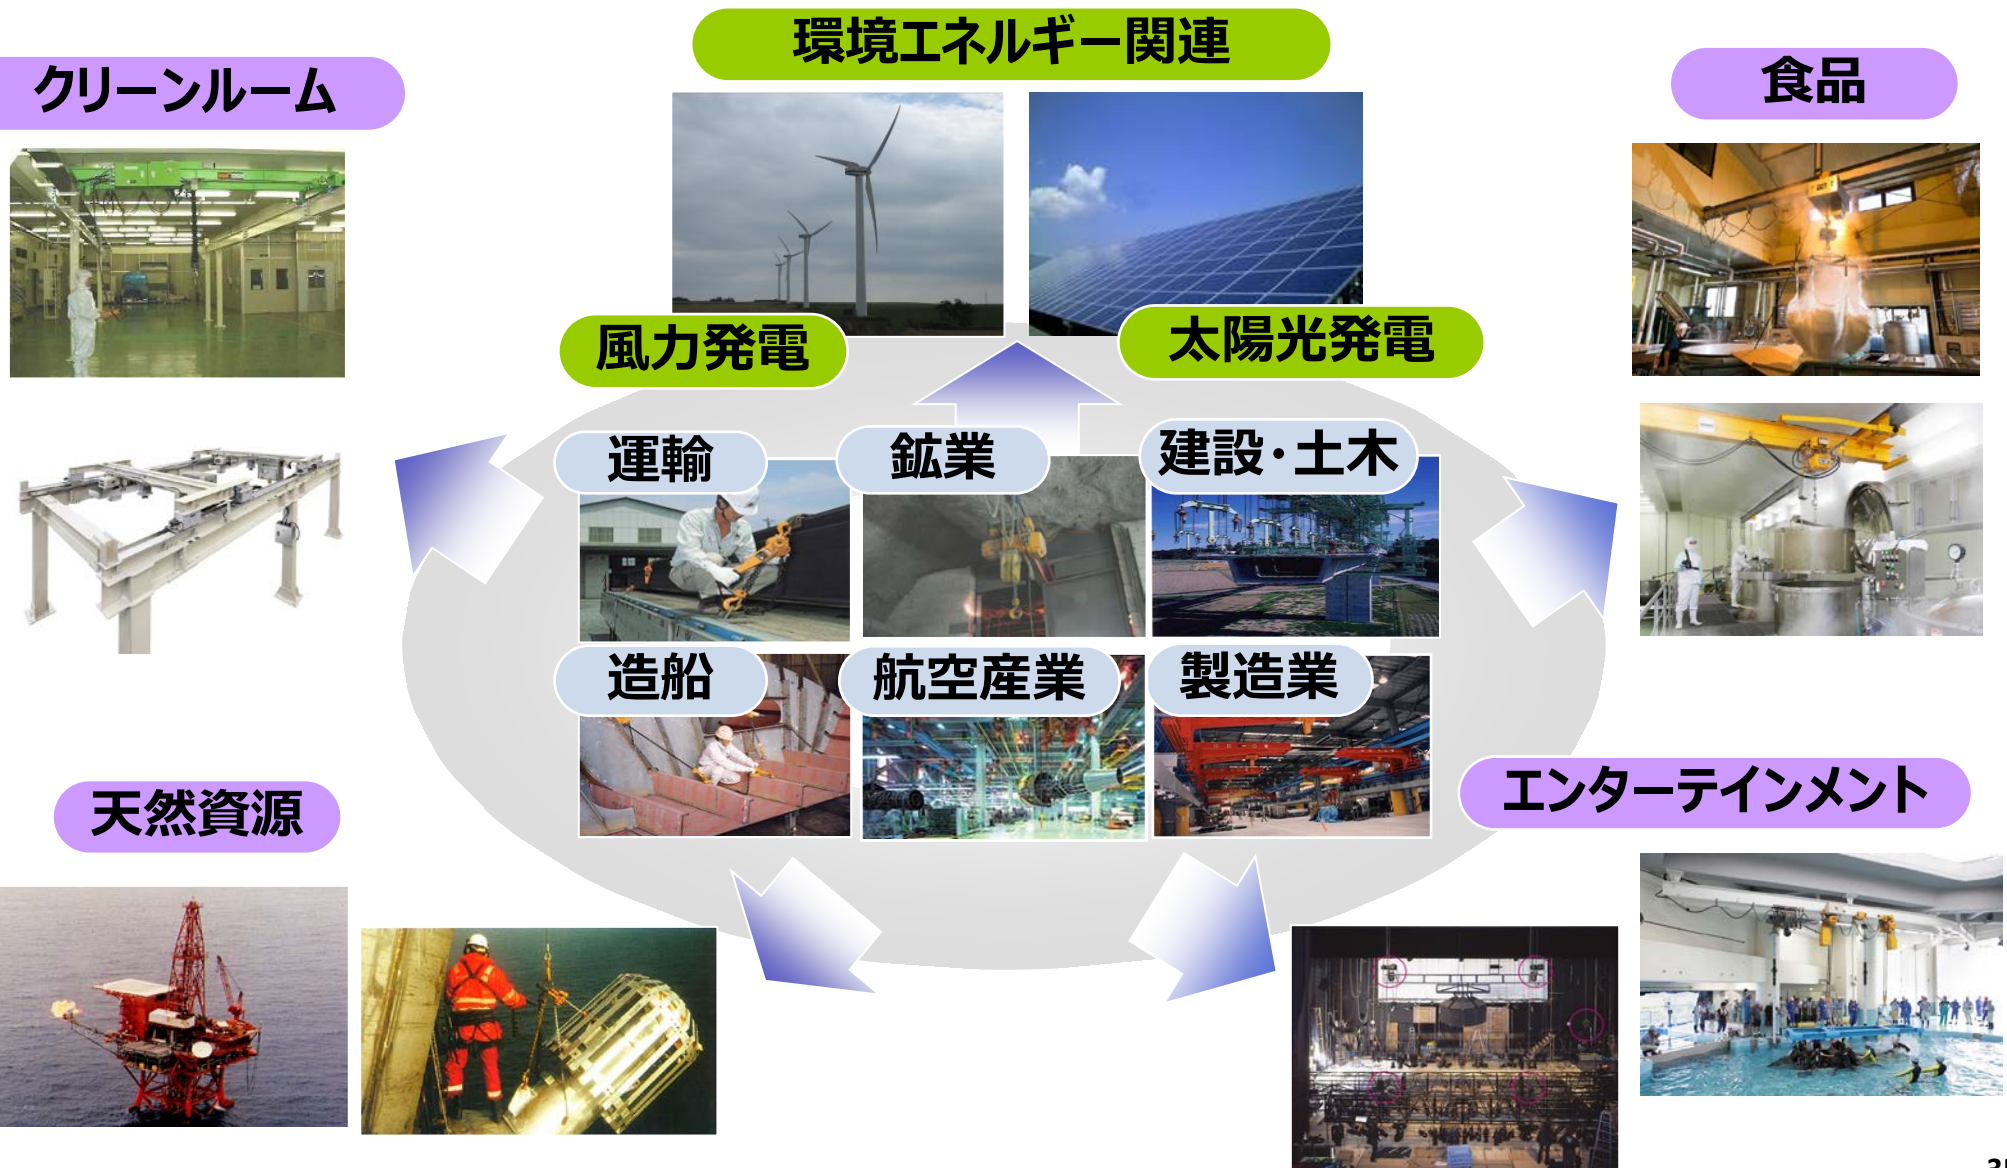 環境エネルギー関連
クリーンルーム
食品
風力発電
太陽光発電
運輸
鉱業
建設・土木
造船
航空産業
製造業
天然資源
エンターテインメント